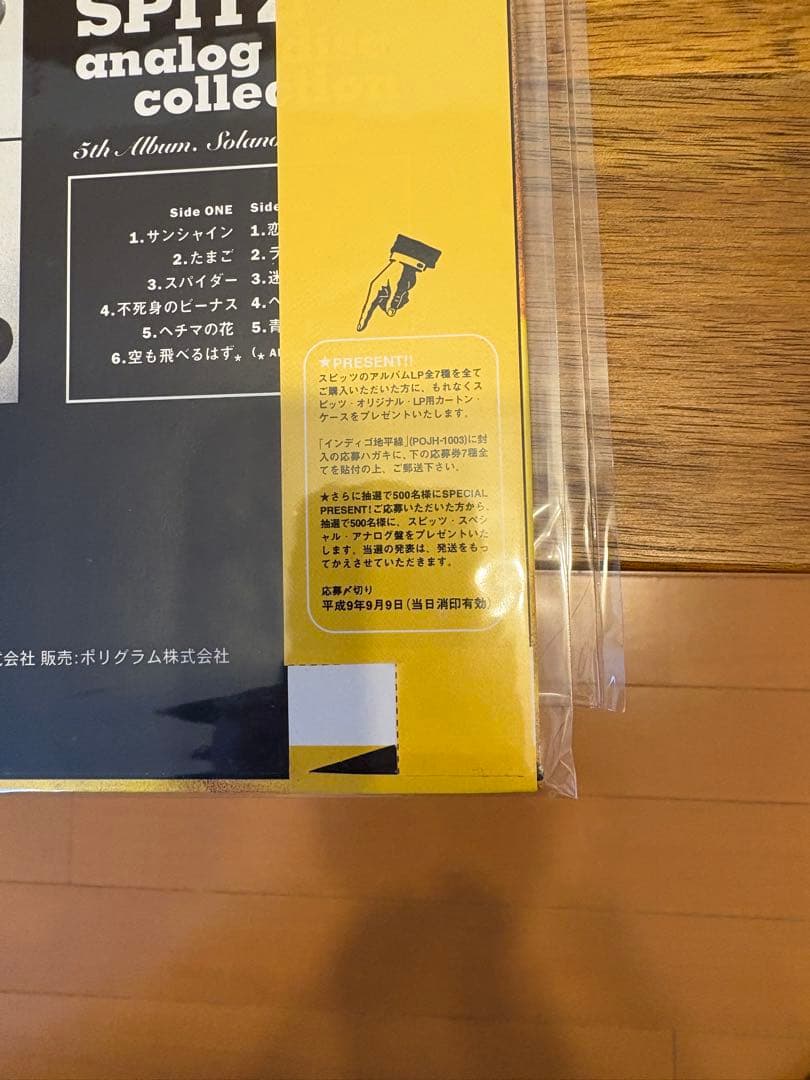 SPITZ
analog
collection
5th Album. Solano
Side ONE
1.サンシャイン
2.たまご
3.スパイダー
4.不死身のビーナス
5.ヘチマの花
6.空も飛べるはず*
Side
1.恋
2.ラ
3.迷
4.ヘ
5.青
(* Al
★PRESENT!!
スピッツのアルバムLP全7種を全て
ご購入いただいた方に、もれなくス
ピッツ・オリジナル・LP用カートン・
ケースをプレゼントいたします。
「インディゴ地平線」(POJH-1003)に封
入の応募ハガキに、下の応募券7種全
てを貼付の上、ご郵送下さい。
★さらに抽選で500名様にSPECIAL
PRESENT!ご応募いただいた方から、
抽選で500名様に、スピッツ・スペシ
ャル・アナログ盤をプレゼントいた
します。当選の発表は、発送をもっ
てかえさせていただきます。
応募〆切り
平成9年9月9日(当日消印有効)
式会社 販売:ポリグラム株式会社